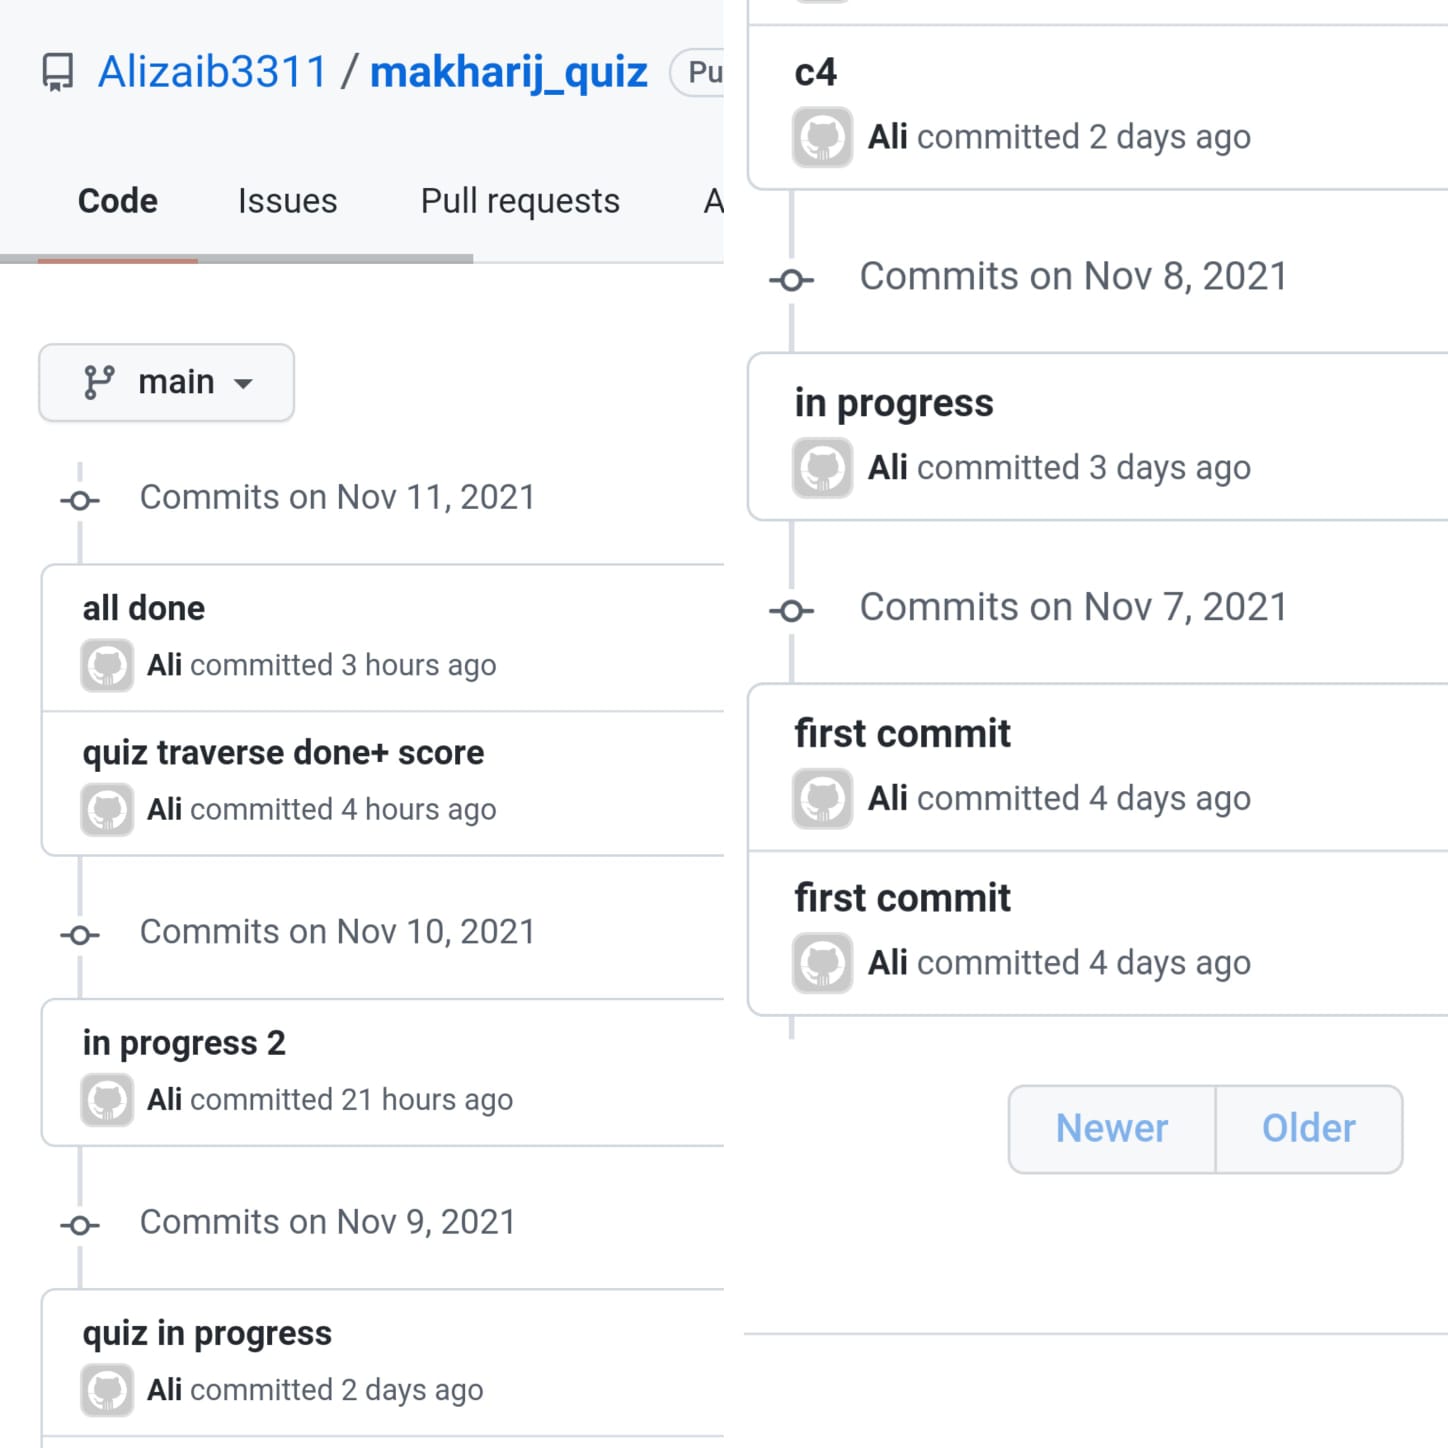 Alizaib3311 / makharij_quiz
Code Issues Pull requests
main
Commits on Nov 11, 2021
all done
Ali committed 3 hours ago
quiz traverse done+ score
Ali committed 4 hours ago
Commits on Nov 10, 2021
in progress 2
Ali committed 21 hours ago
Commits on Nov 9, 2021
quiz in progress
Ali committed 2 days ago
c4
Ali committed 2 days ago
Commits on Nov 8, 2021
in progress
Ali committed 3 days ago
Commits on Nov 7, 2021
first commit
Ali committed 4 days ago
first commit
Ali committed 4 days ago
Newer Older